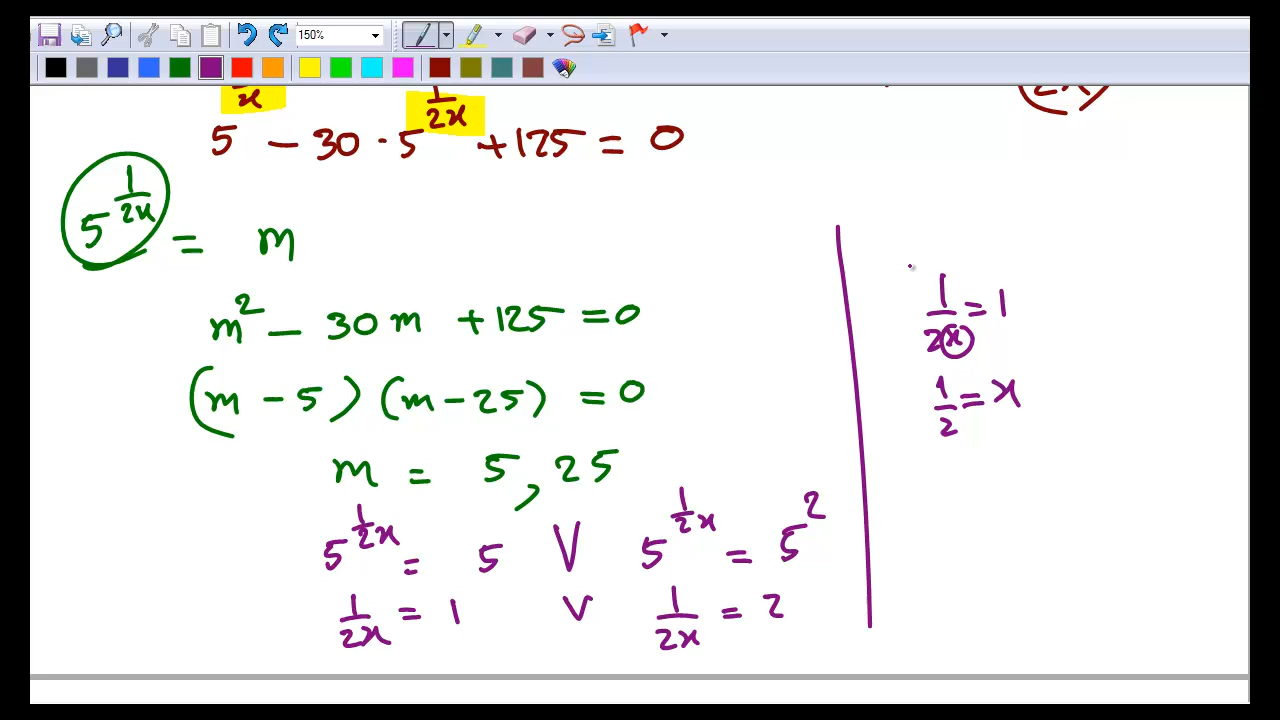 150%
1/x 1/2x 2x
5 − 30 · 5 + 125 = 0
5^(1/2x) = m
m² − 30m + 125 = 0
(m − 5) (m − 25) = 0
m = 5, 25
5^(1/2x) = 5 V 5^(1/2x) = 5²
1/2x = 1 V 1/2x = 2
1/2x = 1
1/2 = x